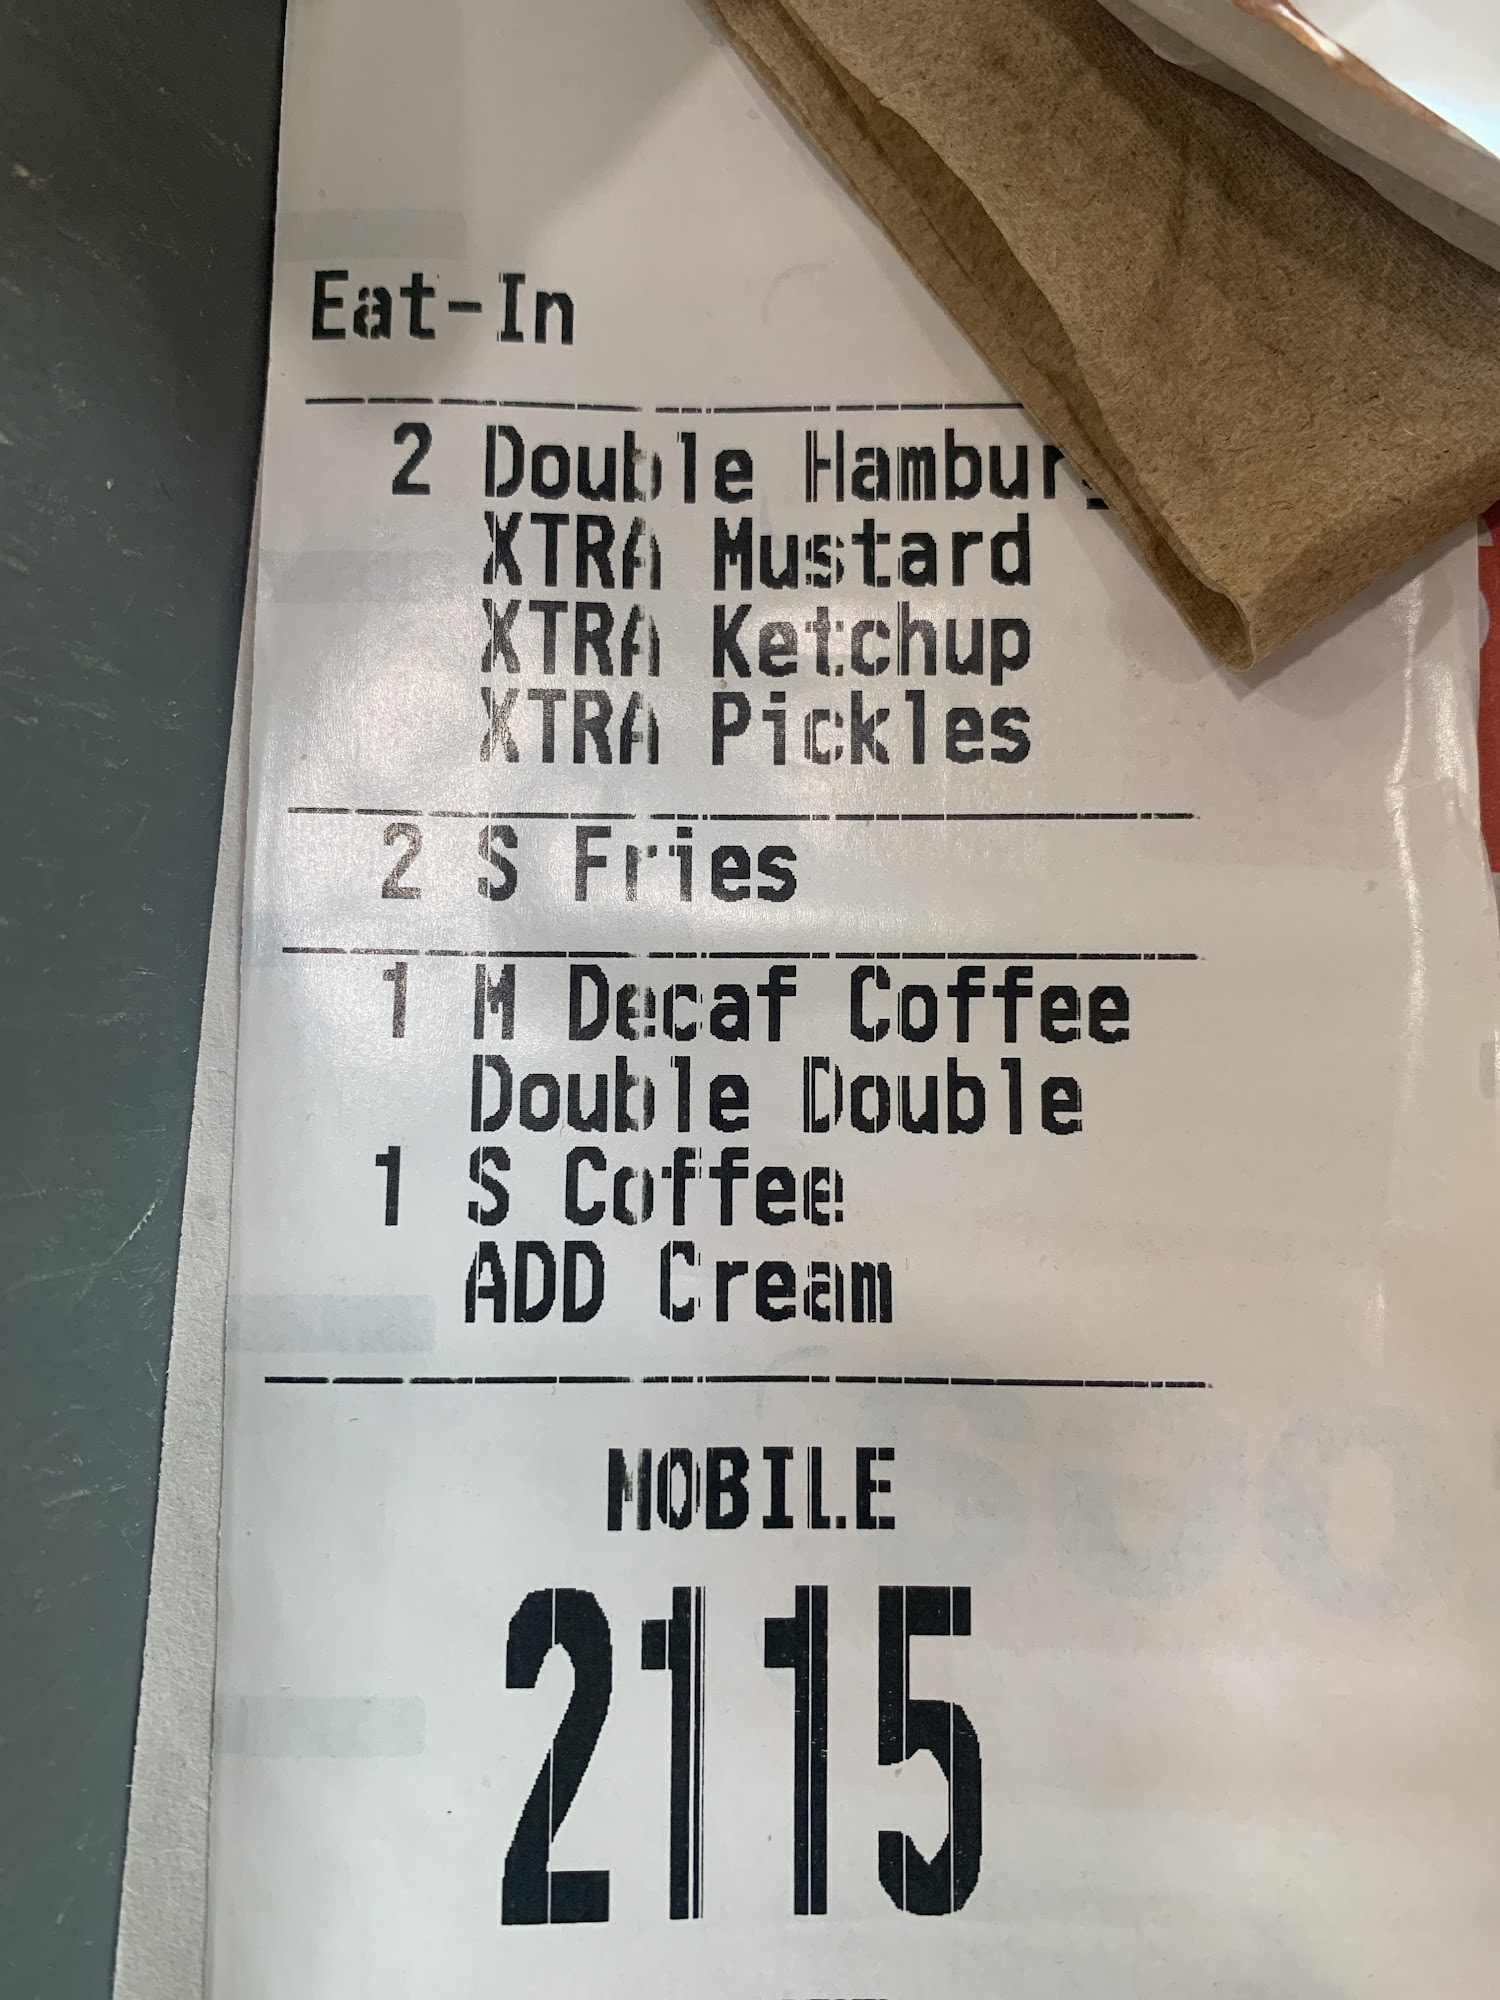 Eat-In
2 Double Hambur
XTRA Mustard
XTRA Ketchup
XTRA Pickles
2 S Fries
1 M Decaf Coffee
Double Double
1 S Coffee
ADD Cream
MOBILE
2115